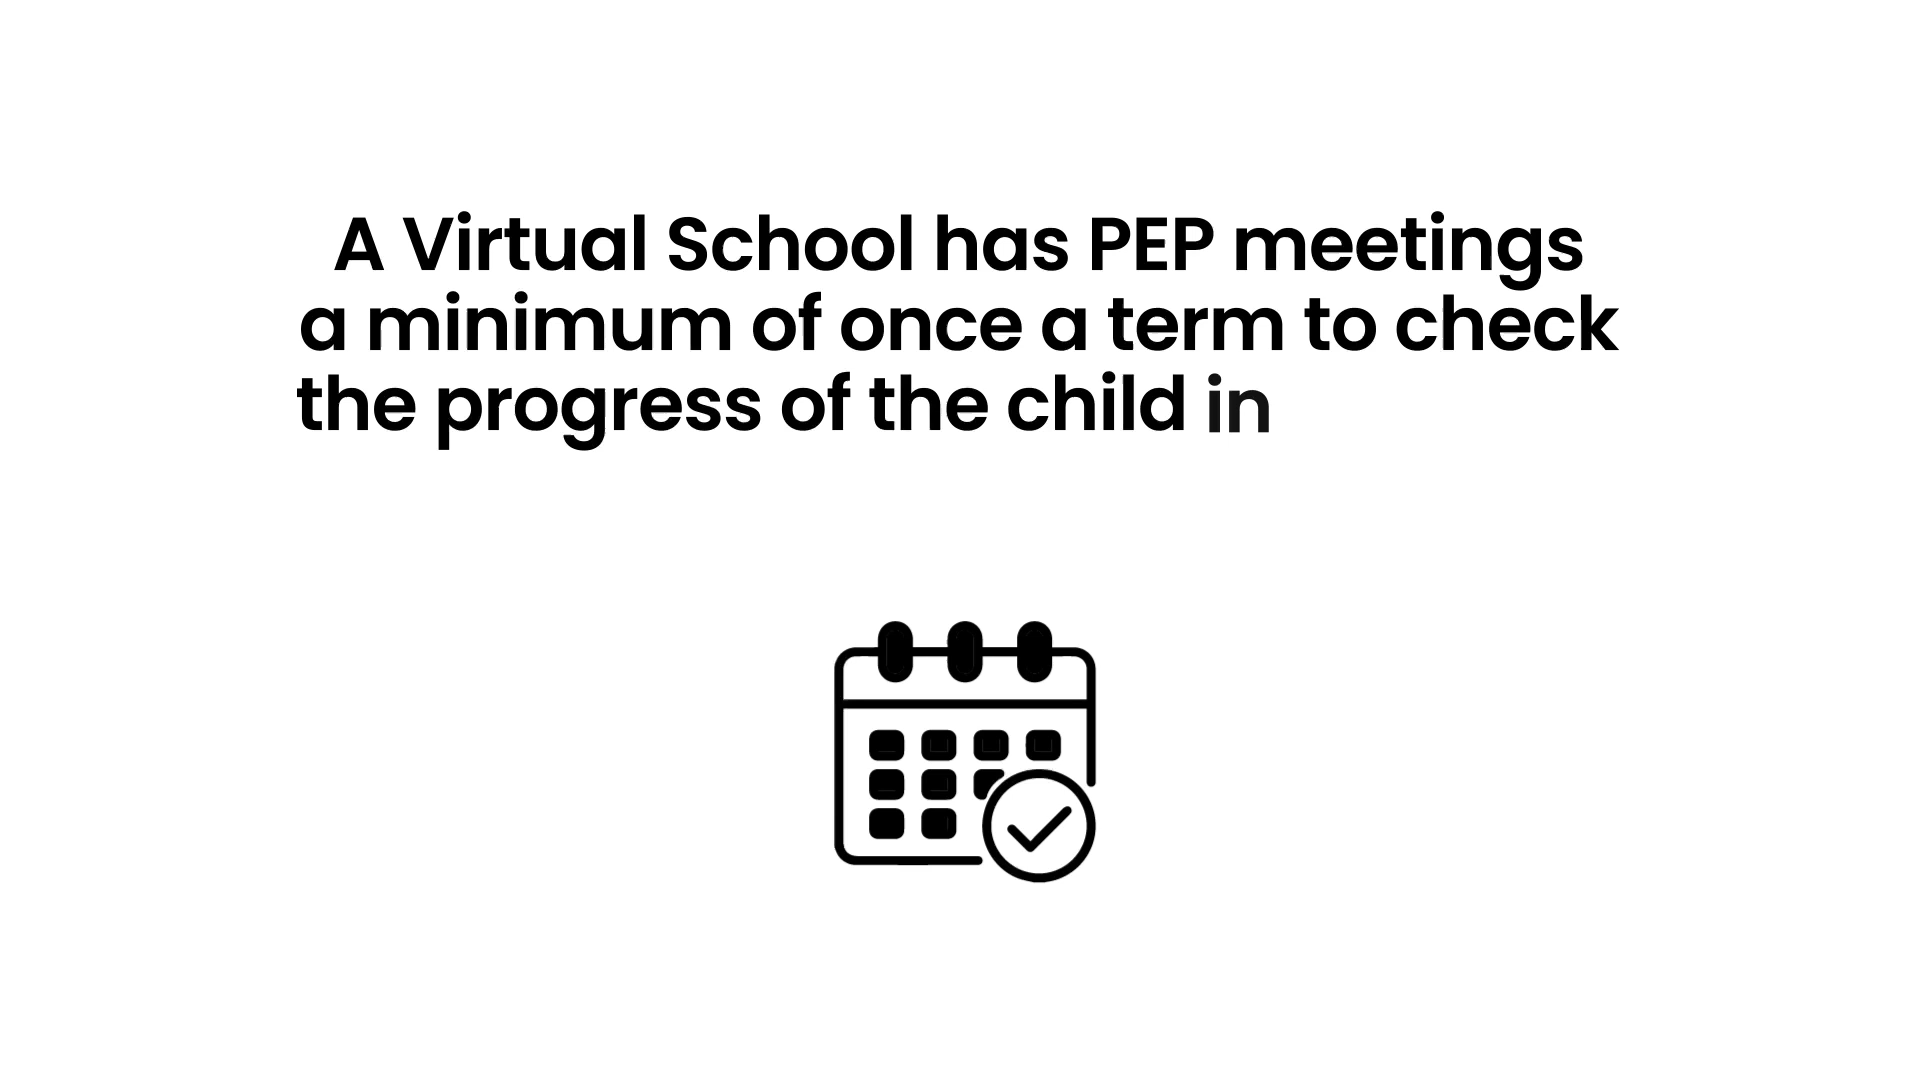 A Virtual School has PEP meetings
a minimum of once a term to check
the progress of the child in